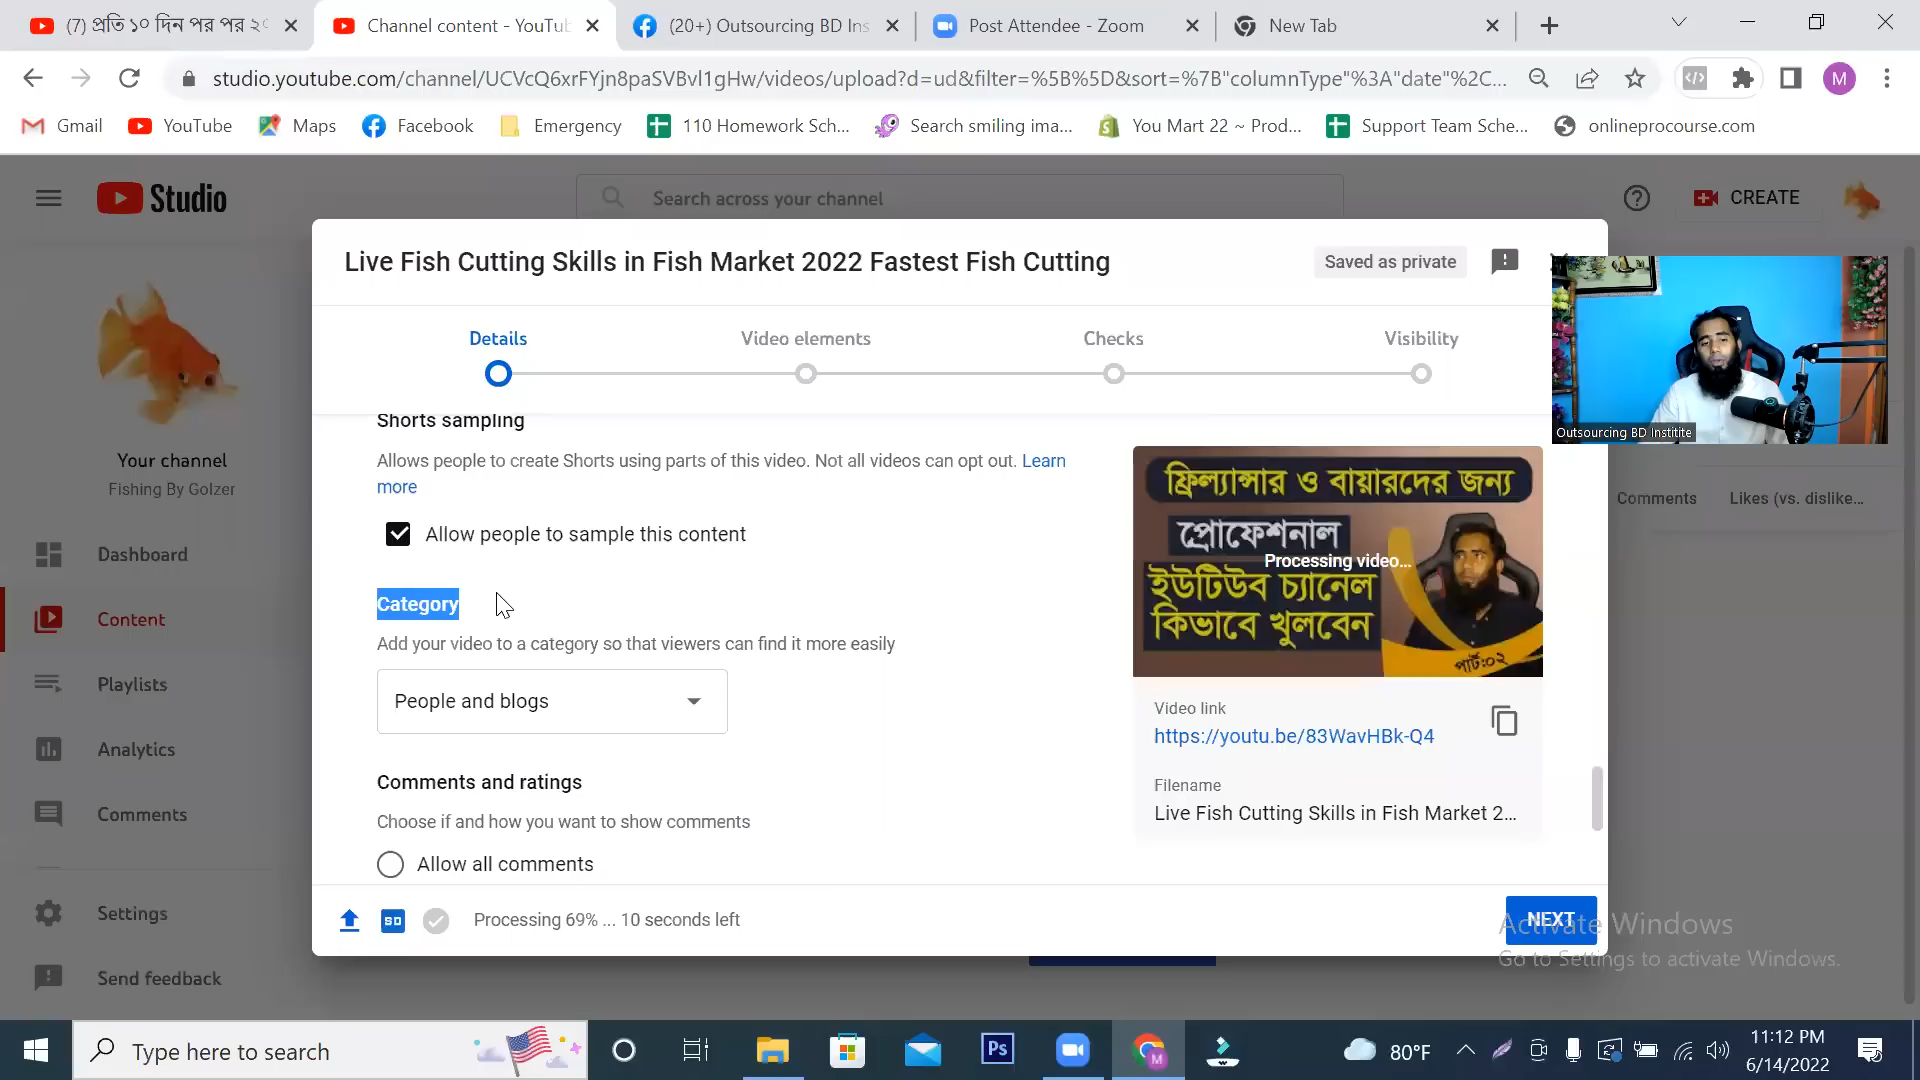 (7) প্রতি ১০ দিন পর পর ২৫
Channel content - YouTub
(20+) Outsourcing BD Ins
Post Attendee - Zoom
New Tab
studio.youtube.com/channel/UCVcQ6xrFYjn8paSVBvl1gHw/videos/upload?d=ud&filter=%5B%5D&sort=%7B"columnType"%3A"date"%2C...
M
Gmail
YouTube
Maps
Facebook
Emergency
110 Homework Sch...
Search smiling ima...
You Mart 22 ~ Prod...
Support Team Sche...
onlineprocourse.com
Studio
Search across your channel
CREATE
Live Fish Cutting Skills in Fish Market 2022 Fastest Fish Cutting
Saved as private
Details
Video elements
Checks
Visibility
Outsourcing BD Institite
Your channel
Fishing By Golzer
Dashboard
Content
Playlists
Analytics
Comments
Settings
Send feedback
Shorts sampling
Allows people to create Shorts using parts of this video. Not all videos can opt out. Learn
more
Allow people to sample this content
Category
Add your video to a category so that viewers can find it more easily
People and blogs
Comments and ratings
Choose if and how you want to show comments
Allow all comments
ফ্রিল্যান্সার ও বায়ারদের জন্য
প্রোফেশনাল
Processing video...
ইউটিউব চ্যানেল
কিভাবে খুলবেন
পার্ট:০২
Video link
https://youtu.be/83WavHBk-Q4
Filename
Live Fish Cutting Skills in Fish Market 2...
Comments
Likes (vs. dislike...
SD
Processing 69% ... 10 seconds left
NEXT
Activate Windows
Go to Settings to activate Windows.
Type here to search
Ps
M
80°F
11:12 PM
6/14/2022